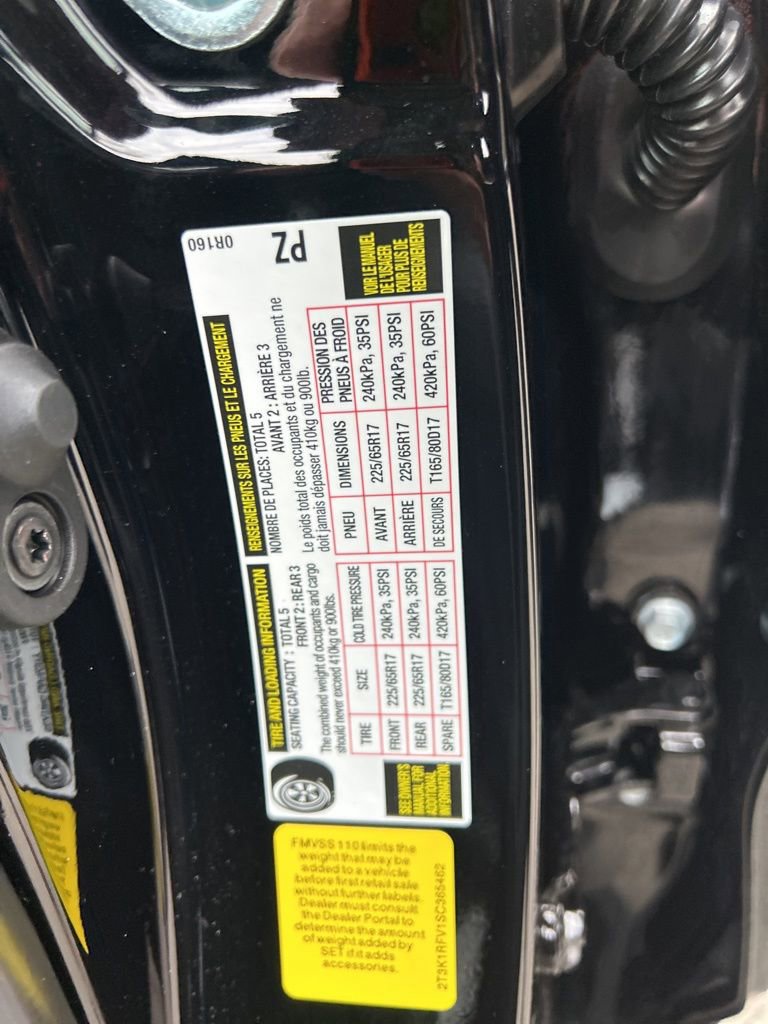 TIRE AND LOADING INFORMATION
SEATING CAPACITY : TOTAL 5
FRONT 2 : REAR 3
The combined weight of occupants and cargo
should never exceed 410kg or 900lbs.
TIRE SIZE COLD TIRE PRESSURE
FRONT 225/65R17 240kPa, 35PSI
REAR 225/65R17 240kPa, 35PSI
SPARE T165/80D17 420kPa, 60PSI
SEE OWNER'S
MANUAL FOR
ADDITIONAL
INFORMATION
RENSEIGNEMENTS SUR LES PNEUS ET LE CHARGEMENT
NOMBRE DE PLACES: TOTAL 5
AVANT 2 : ARRIÈRE 3
Le poids total des occupants et du chargement ne
doit jamais dépasser 410kg ou 900lb.
PNEU DIMENSIONS PRESSION DES
PNEUS À FROID
AVANT 225/65R17 240kPa, 35PSI
ARRIÈRE 225/65R17 240kPa, 35PSI
DE SECOURS T165/80D17 420kPa, 60PSI
VOIR LE MANUEL
DE L'USAGER
POUR PLUS DE
RENSEIGNEMENTS
0R160
PZ
FMVSS 110 limits the
weight that may be
added to a vehicle
before first retail sale
without further labels.
Dealer must consult
the Dealer Portal to
determine the amount
of weight added by
SET if it adds
accessories.
2T3K1RFV1SC365462